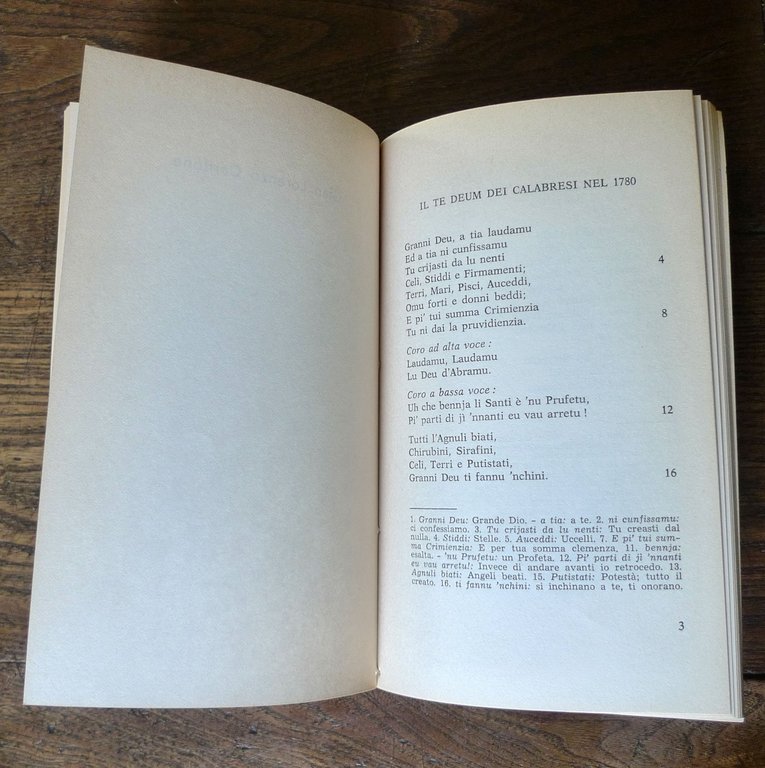 IL TE DEUM DEI CALABRESI NEL 1780
Granni Deu, a tia laudamu
Ed a tia ni cunfissamu
Tu crijasti da lu nenti
Celi, Stiddi e Firmamenti; 4
Terri, Mari, Pisci, Auceddi,
Omu forti e donni beddi;
E pi' tui summa Crimienzia
Tu ni dai la pruvidienzia. 8
Coro ad alta voce :
Laudamu, Laudamu
Lu Deu d'Abramu.
Coro a bassa voce :
Uh che bennja li Santi è 'nu Prufetu,
Pi' parti di jì 'nnanti eu vau arretu ! 12
Tutti l'Agnuli biati,
Chirubini, Sirafini,
Celi, Terri e Putistati,
Granni Deu ti fannu 'nchini. 16
1. Granni Deu: Grande Dio. - a tia: a te. 2. ni cunfissamu:
ci confessiamo. 3. Tu crijasti da lu nenti: Tu creasti dal
nulla. 4. Stiddi: Stelle. 5. Auceddi: Uccelli. 7. E pi' tui sum-
ma Crimienzia: E per tua somma clemenza. 11. bennja:
esalta. - 'nu Prufetu: un Profeta. 12. Pi' parti di jì 'nnanti
eu vau arretu!: Invece di andare avanti io retrocedo. 13.
Agnuli biati: Angeli beati. 15. Putistati: Potestà; tutto il
creato. 16. ti fannu 'nchini: si inchinano a te, ti onorano.
3